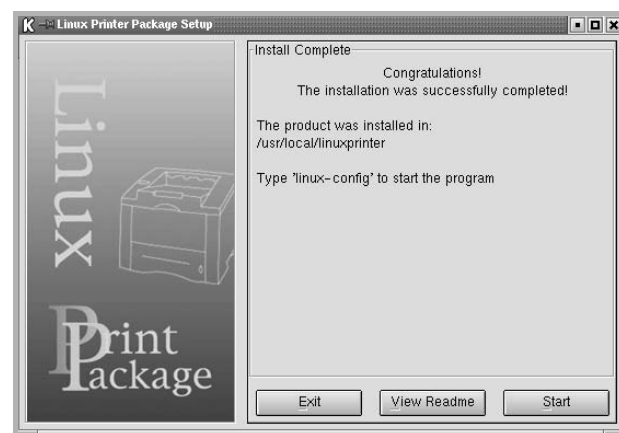 Linux Printer Package Setup
Linux
Print
Package
Install Complete
Congratulations!
The installation was successfully completed!
The product was installed in:
/usr/local/linuxprinter
Type 'linux-config' to start the program
Exit
View Readme
Start